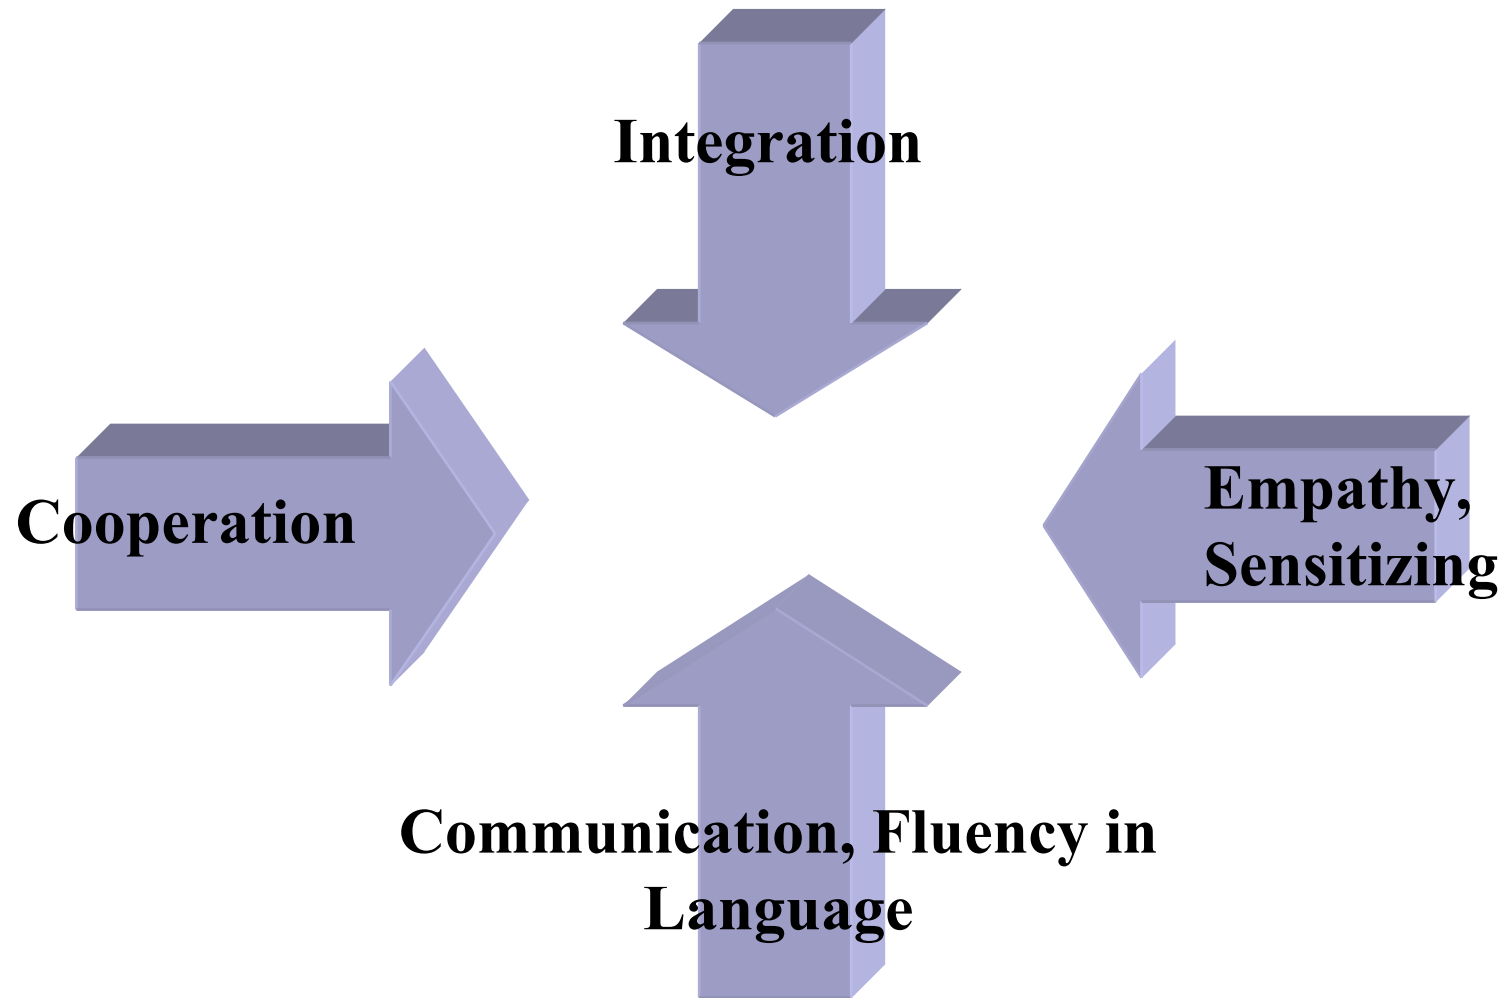 Integration
Cooperation
Empathy,
Sensitizing
Communication, Fluency in
Language